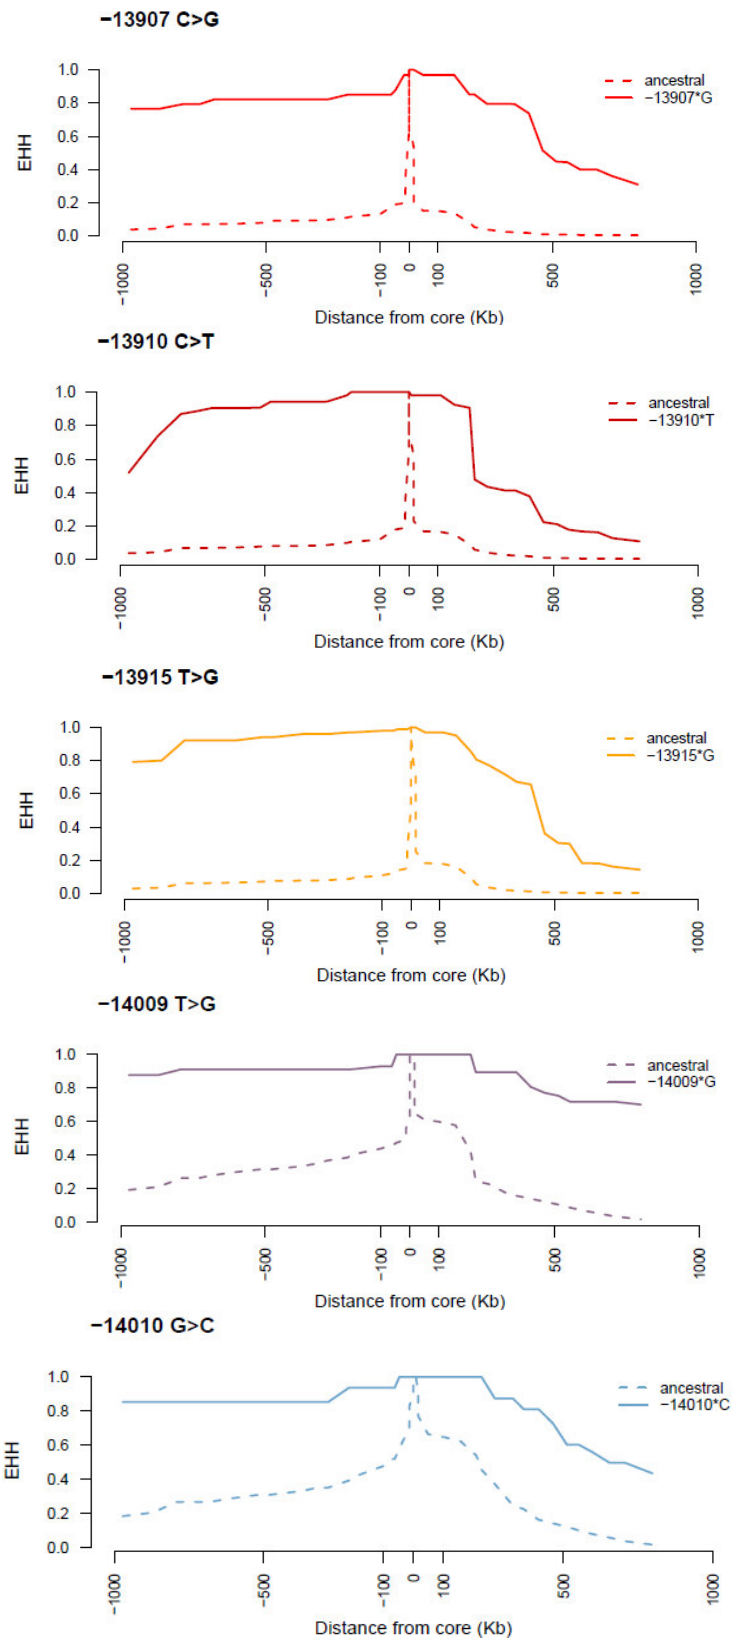 −13907 C>G
1.0
0.8
0.6
0.4
0.2
0.0
EHH
ancestral
−13907*G
−1000 −500 −100 0 100 500 1000
Distance from core (Kb)
−13910 C>T
1.0
0.8
0.6
0.4
0.2
0.0
EHH
ancestral
−13910*T
−1000 −500 −100 0 100 500 1000
Distance from core (Kb)
−13915 T>G
1.0
0.8
0.6
0.4
0.2
0.0
EHH
ancestral
−13915*G
−1000 −500 −100 0 100 500 1000
Distance from core (Kb)
−14009 T>G
1.0
0.8
0.6
0.4
0.2
0.0
EHH
ancestral
−14009*G
−1000 −500 −100 0 100 500 1000
Distance from core (Kb)
−14010 G>C
1.0
0.8
0.6
0.4
0.2
0.0
EHH
ancestral
−14010*C
−1000 −500 −100 0 100 500 1000
Distance from core (Kb)